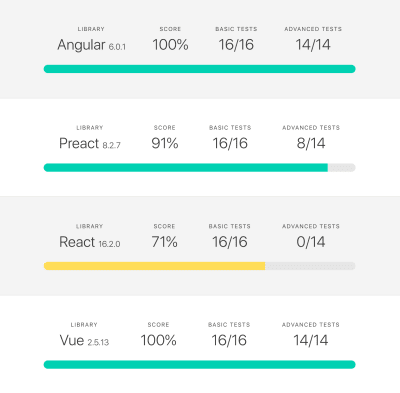 LIBRARY SCORE BASIC TESTS ADVANCED TESTS
Angular 6.0.1 100% 16/16 14/14
LIBRARY SCORE BASIC TESTS ADVANCED TESTS
Preact 8.2.7 91% 16/16 8/14
LIBRARY SCORE BASIC TESTS ADVANCED TESTS
React 16.2.0 71% 16/16 0/14
LIBRARY SCORE BASIC TESTS ADVANCED TESTS
Vue 2.5.13 100% 16/16 14/14